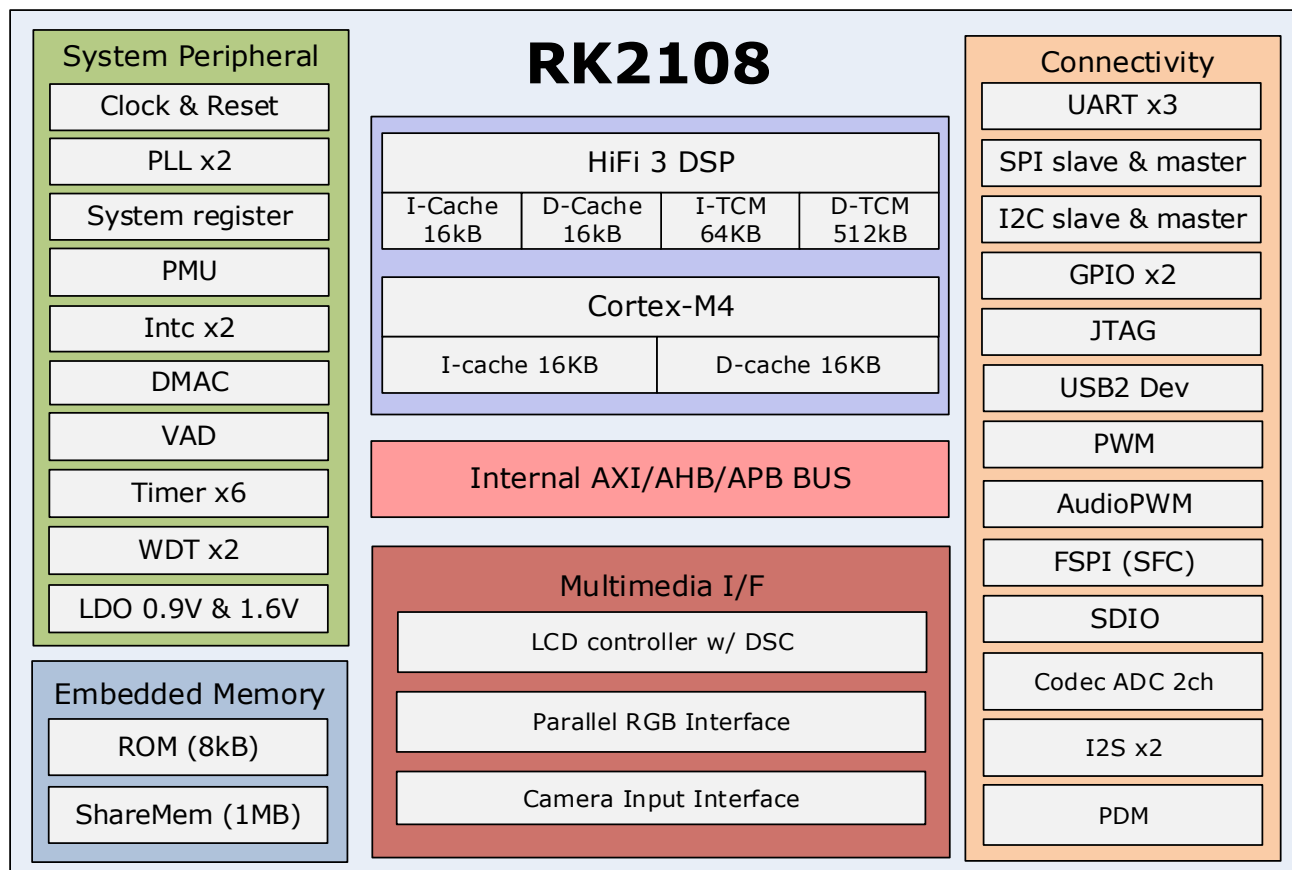 RK2108
System Peripheral
Clock & Reset
PLL x2
System register
PMU
Intc x2
DMAC
VAD
Timer x6
WDT x2
LDO 0.9V & 1.6V
Embedded Memory
ROM (8kB)
ShareMem (1MB)
HiFi 3 DSP
I-Cache
16kB
D-Cache
16kB
I-TCM
64KB
D-TCM
512kB
Cortex-M4
I-cache 16KB
D-cache 16KB
Internal AXI/AHB/APB BUS
Multimedia I/F
LCD controller w/ DSC
Parallel RGB Interface
Camera Input Interface
Connectivity
UART x3
SPI slave & master
I2C slave & master
GPIO x2
JTAG
USB2 Dev
PWM
AudioPWM
FSPI (SFC)
SDIO
Codec ADC 2ch
I2S x2
PDM